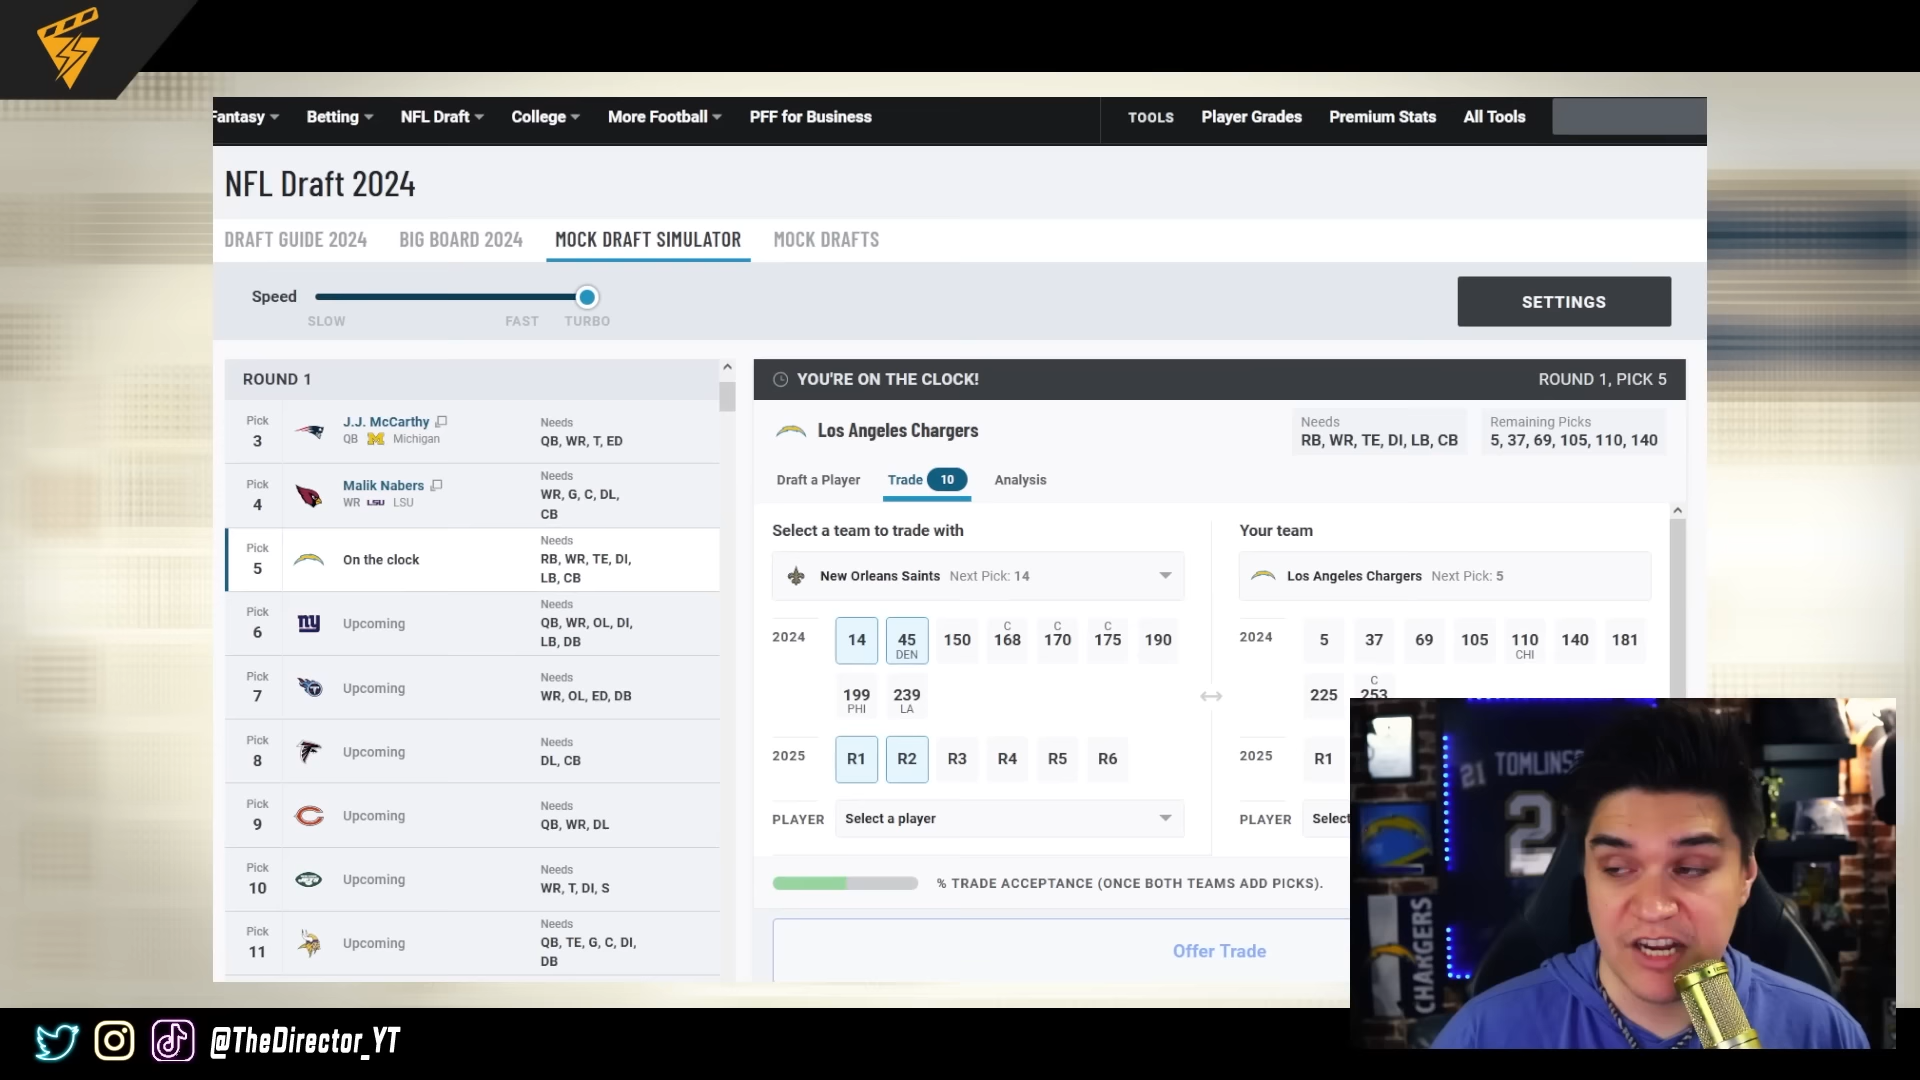 Fantasy Betting NFL Draft College More Football PFF for Business TOOLS Player Grades Premium Stats All Tools
NFL Draft 2024
DRAFT GUIDE 2024 BIG BOARD 2024 MOCK DRAFT SIMULATOR MOCK DRAFTS
Speed
SLOW FAST TURBO
SETTINGS
ROUND 1
Pick 3
J.J. McCarthy
QB Michigan
Needs
QB, WR, T, ED
Pick 4
Malik Nabers
WR LSU LSU
Needs
WR, G, C, DL,
CB
Pick 5
On the clock
Needs
RB, WR, TE, DI,
LB, CB
Pick 6
ny
Upcoming
Needs
QB, WR, OL, DI,
LB, DB
Pick 7
Upcoming
Needs
WR, OL, ED, DB
Pick 8
Upcoming
Needs
DL, CB
Pick 9
Upcoming
Needs
QB, WR, DL
Pick 10
Upcoming
Needs
WR, T, DI, S
Pick 11
Upcoming
Needs
QB, TE, G, C, DI,
DB
YOU'RE ON THE CLOCK! ROUND 1, PICK 5
Los Angeles Chargers
Needs
RB, WR, TE, DI, LB, CB
Remaining Picks
5, 37, 69, 105, 110, 140
Draft a Player Trade 10 Analysis
Select a team to trade with
New Orleans Saints Next Pick: 14
2024 14 45 DEN 150 C 168 C 170 C 175 190
199 PHI 239 LA
2025 R1 R2 R3 R4 R5 R6
PLAYER Select a player
Your team
Los Angeles Chargers Next Pick: 5
2024 5 37 69 105 110 CHI 140 181
225 C 253
2025 R1
PLAYER Select
% TRADE ACCEPTANCE (ONCE BOTH TEAMS ADD PICKS).
Offer Trade
21 TOMLINS
2
CHARGERS
@TheDirector_YT